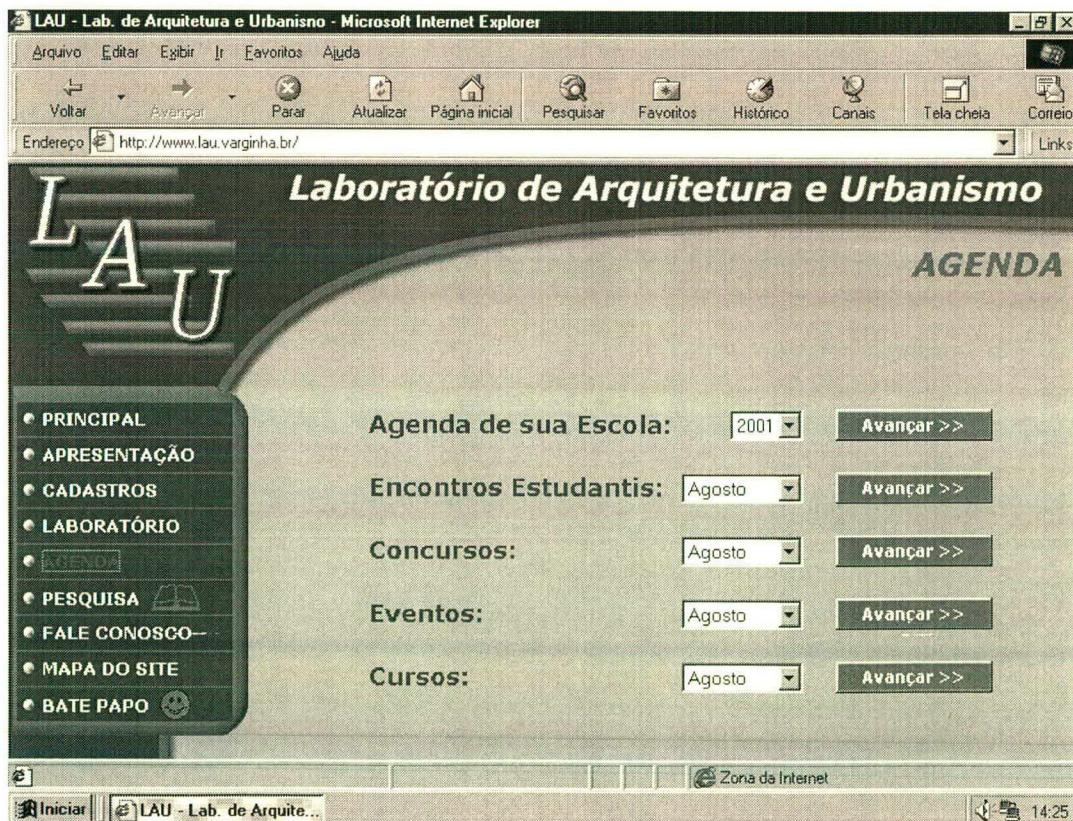 LAU - Lab. de Arquitetura e Urbanisno - Microsoft Internet Explorer
Arquivo Editar Exibir Ir Favoritos Ajuda
Voltar Avançar Parar Atualizar Página inicial Pesquisar Favoritos Histórico Canais Tela cheia Correio
Endereço http://www.lau.varginha.br/ Links
LAU
Laboratório de Arquitetura e Urbanismo
AGENDA
PRINCIPAL
APRESENTAÇÃO
CADASTROS
LABORATÓRIO
AGENDA
PESQUISA
FALE CONOSCO
MAPA DO SITE
BATE PAPO
Agenda de sua Escola: 2001 Avançar >>
Encontros Estudantis: Agosto Avançar >>
Concursos: Agosto Avançar >>
Eventos: Agosto Avançar >>
Cursos: Agosto Avançar >>
Zona da Internet
Iniciar LAU - Lab. de Arquite... 14:25